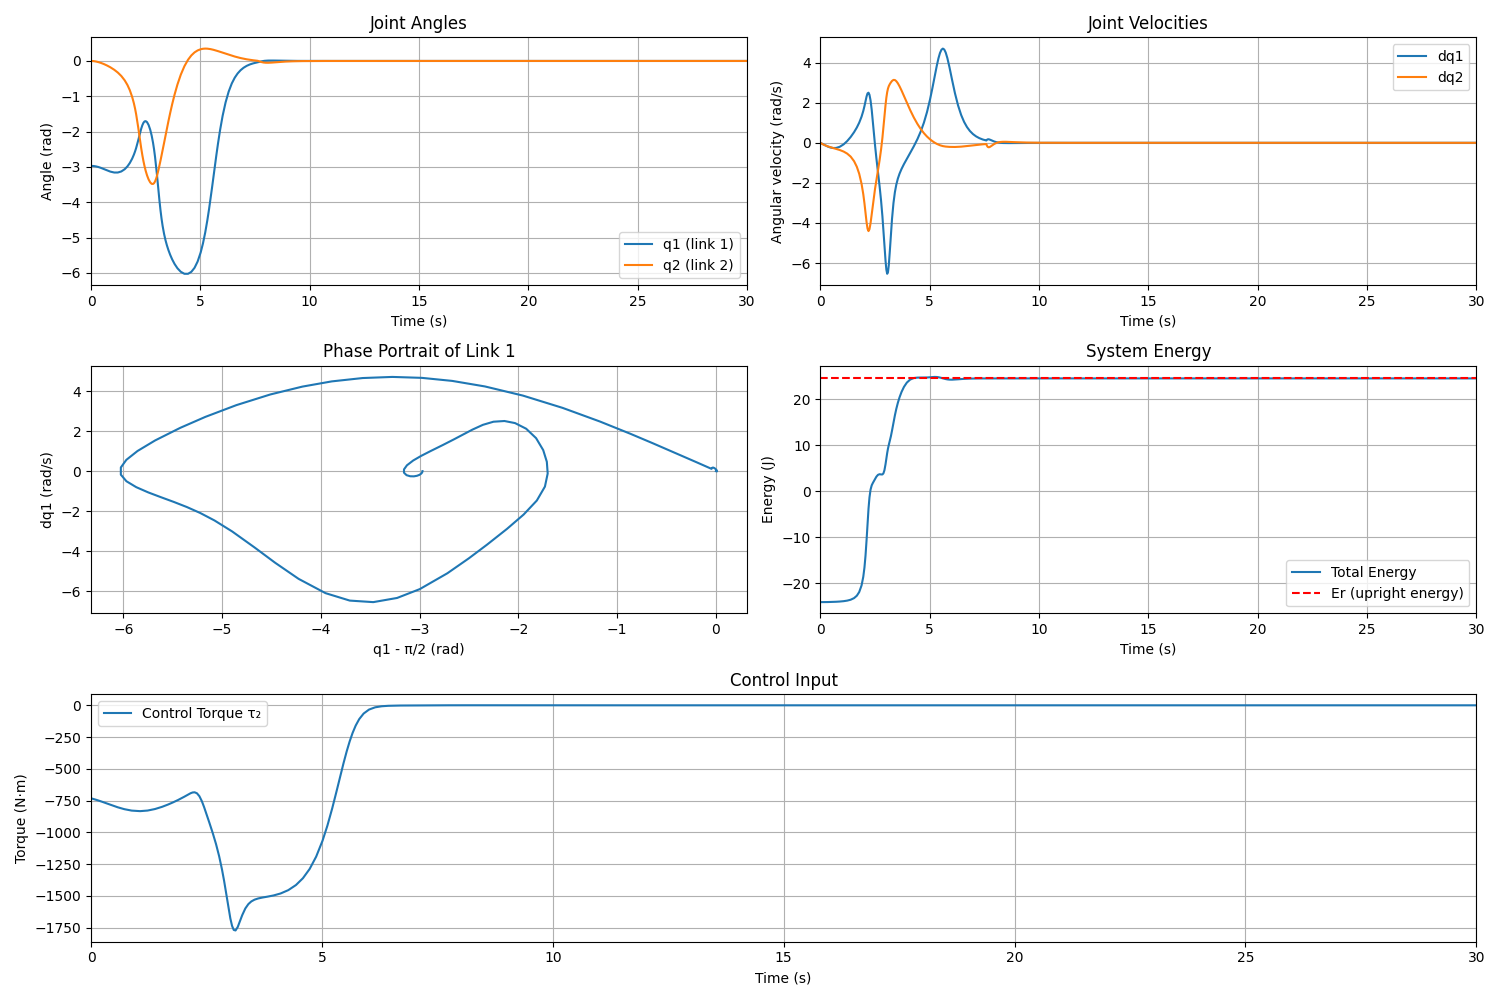 Joint Angles
Angle (rad)
0
−1
−2
−3
−4
−5
−6
q1 (link 1)
q2 (link 2)
0 5 10 15 20 25 30
Time (s)
Joint Velocities
Angular velocity (rad/s)
4
2
0
−2
−4
−6
dq1
dq2
0 5 10 15 20 25 30
Time (s)
Phase Portrait of Link 1
dq1 (rad/s)
4
2
0
−2
−4
−6
−6 −5 −4 −3 −2 −1 0
q1 - π/2 (rad)
System Energy
Energy (J)
20
10
0
−10
−20
Total Energy
Er (upright energy)
0 5 10 15 20 25 30
Time (s)
Control Input
Torque (N·m)
0
−250
−500
−750
−1000
−1250
−1500
−1750
Control Torque τ₂
0 5 10 15 20 25 30
Time (s)